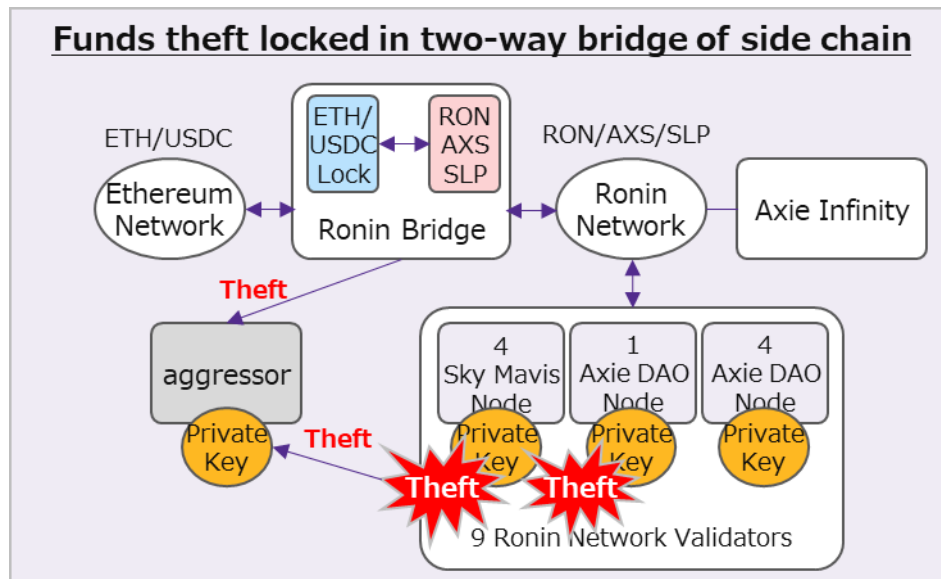 Funds theft locked in two-way bridge of side chain
ETH/USDC
Ethereum
Network
ETH/
USDC
Lock
RON
AXS
SLP
Ronin Bridge
RON/AXS/SLP
Ronin
Network
Axie Infinity
Theft
aggressor
Private
Key
Theft
4
Sky Mavis
Node
Private
Key
Theft
1
Axie DAO
Node
Private
Key
Theft
4
Axie DAO
Node
Private
Key
9 Ronin Network Validators